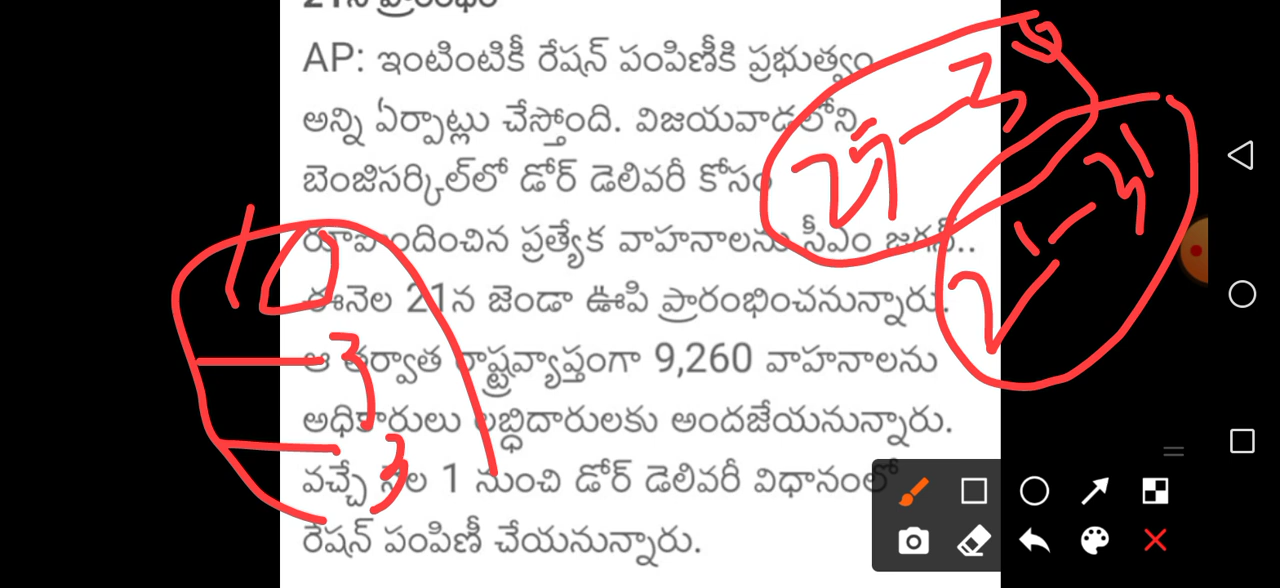 21న ప్రారంభం
AP: ఇంటింటికీ రేషన్ పంపిణీకి ప్రభుత్వం
అన్ని ఏర్పాట్లు చేస్తోంది. విజయవాడలోని
బెంజిసర్కిల్‌లో డోర్ డెలివరీ కోసం
రూపొందించిన ప్రత్యేక వాహనాలను సీఎం జగన్..
ఈనెల 21న జెండా ఊపి ప్రారంభించనున్నారు.
ఆ తర్వాత రాష్ట్రవ్యాప్తంగా 9,260 వాహనాలను
అధికారులు లబ్ధిదారులకు అందజేయనున్నారు.
వచ్చే నెల 1 నుంచి డోర్ డెలివరీ విధానంలో
రేషన్ పంపిణీ చేయనున్నారు.